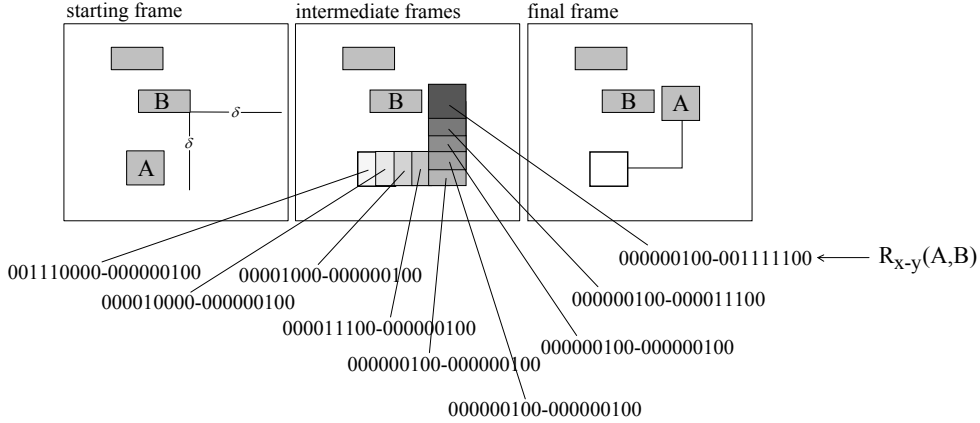 starting frame
intermediate frames
final frame
B
δ
δ
A
B
B
A
001110000-000000100
00001000-000000100
000000100-001111100
R_{x-y}(A,B)
000010000-000000100
000000100-000011100
000011100-000000100
000000100-000000100
000000100-000000100
000000100-000000100